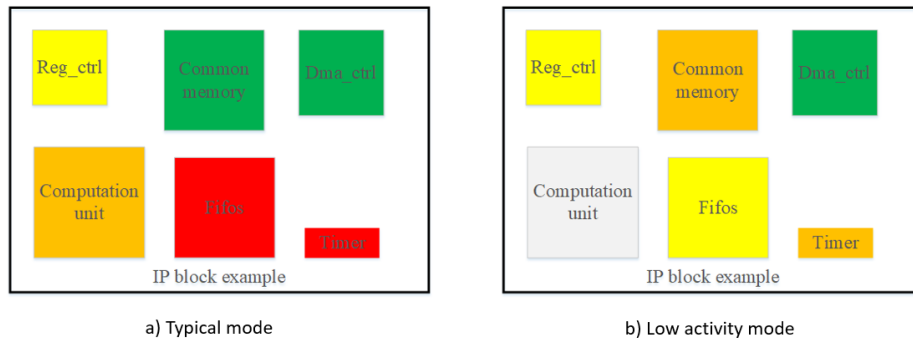 Reg_ctrl
Common
memory
Dma_ctrl
Computation
unit
Fifos
Timer
IP block example
a) Typical mode
Reg_ctrl
Common
memory
Dma_ctrl
Computation
unit
Fifos
Timer
IP block example
b) Low activity mode